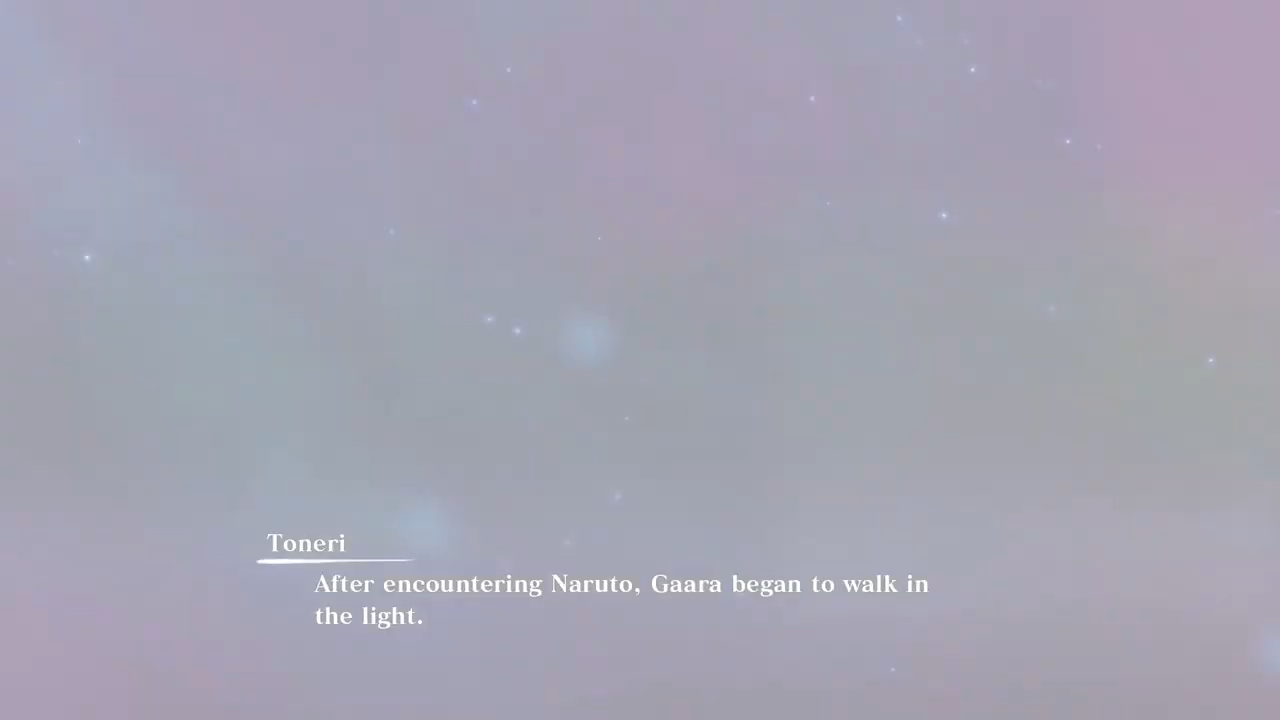 Toneri
After encountering Naruto, Gaara began to walk in
the light.